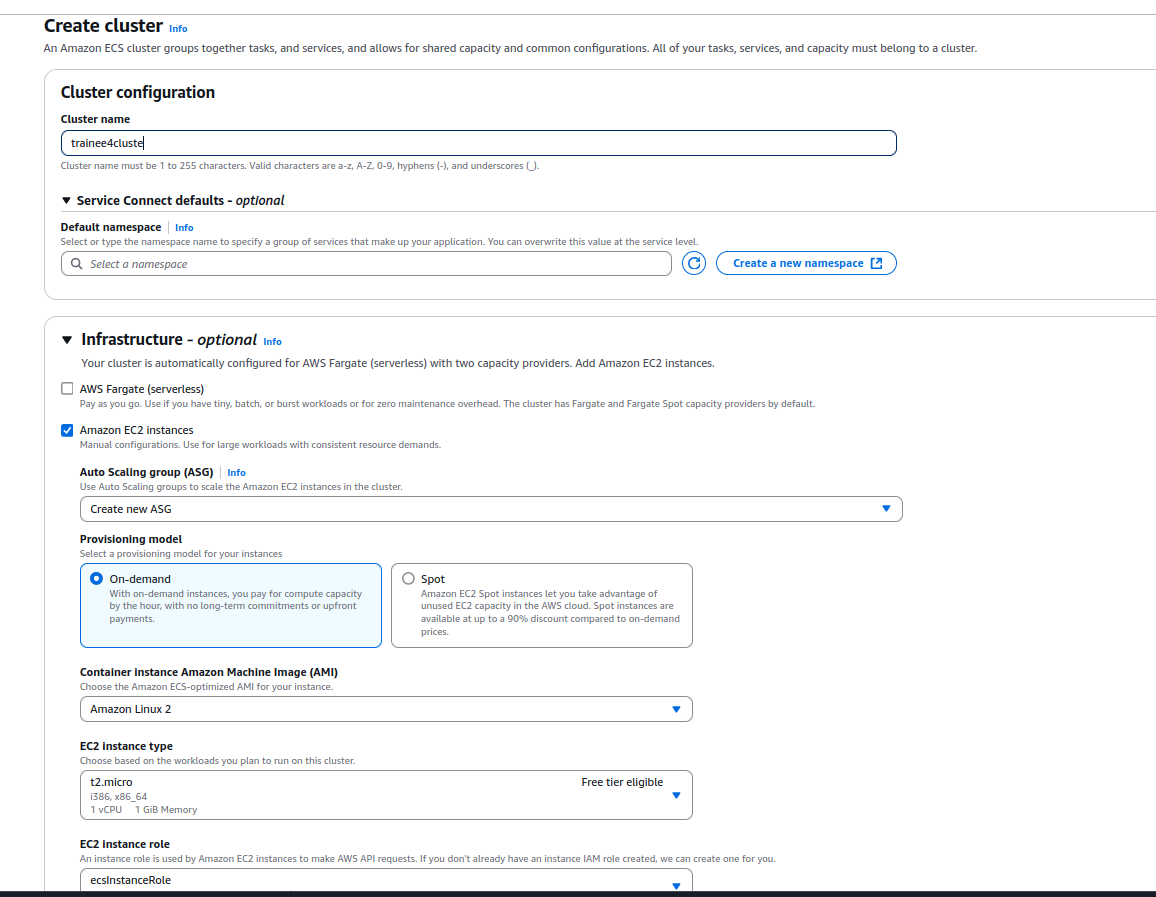 Create cluster Info
An Amazon ECS cluster groups together tasks, and services, and allows for shared capacity and common configurations. All of your tasks, services, and capacity must belong to a cluster.
Cluster configuration
Cluster name
trainee4cluste
Cluster name must be 1 to 255 characters. Valid characters are a-z, A-Z, 0-9, hyphens (-), and underscores (_).
Service Connect defaults - optional
Default namespace Info
Select or type the namespace name to specify a group of services that make up your application. You can overwrite this value at the service level.
Select a namespace
Create a new namespace
Infrastructure - optional Info
Your cluster is automatically configured for AWS Fargate (serverless) with two capacity providers. Add Amazon EC2 instances.
AWS Fargate (serverless)
Pay as you go. Use if you have tiny, batch, or burst workloads or for zero maintenance overhead. The cluster has Fargate and Fargate Spot capacity providers by default.
Amazon EC2 instances
Manual configurations. Use for large workloads with consistent resource demands.
Auto Scaling group (ASG) Info
Use Auto Scaling groups to scale the Amazon EC2 instances in the cluster.
Create new ASG
Provisioning model
Select a provisioning model for your instances
On-demand
With on-demand instances, you pay for compute capacity
by the hour, with no long-term commitments or upfront
payments.
Spot
Amazon EC2 Spot instances let you take advantage of
unused EC2 capacity in the AWS cloud. Spot instances are
available at up to a 90% discount compared to on-demand
prices.
Container instance Amazon Machine Image (AMI)
Choose the Amazon ECS-optimized AMI for your instance.
Amazon Linux 2
EC2 instance type
Choose based on the workloads you plan to run on this cluster.
t2.micro Free tier eligible
i386, x86_64
1 vCPU 1 GiB Memory
EC2 instance role
An instance role is used by Amazon EC2 instances to make AWS API requests. If you don't already have an instance IAM role created, we can create one for you.
ecsInstanceRole